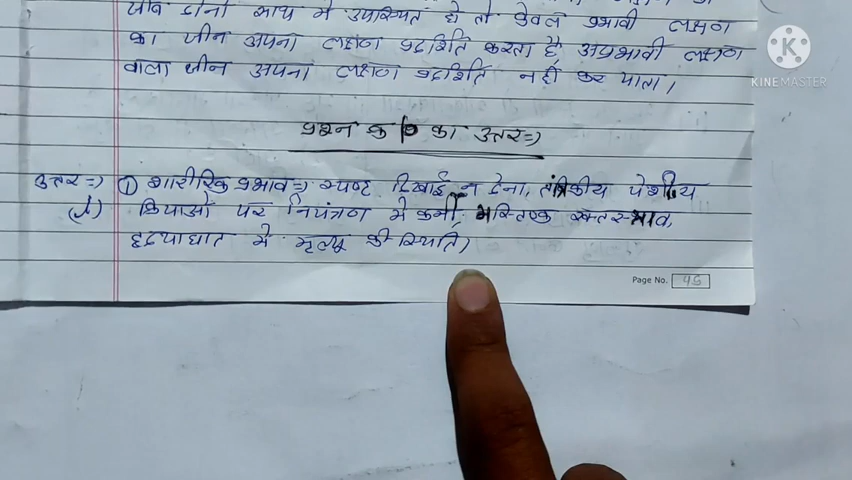 जीन दोनों साथ में उपस्थित हो तो केवल प्रभावी लक्षण
का जीन अपना लक्षण प्रदर्शित करता है, अप्रभावी लक्षण
वाला जीन अपना लक्षण प्रदर्शित नहीं कर पाता।
प्रश्न क्र 10 का उत्तर⇒
उत्तर⇒ ① शारीरिक प्रभाव⇒ स्पष्ट दिखाई न देना, तंत्रिकीय पेशीय
क्रियाओं पर नियंत्रण में कमी, मस्तिष्क रक्तस्त्राव,
हृदयाघात से मृत्यु की स्थिति।
Page No. 45
KINEMASTER